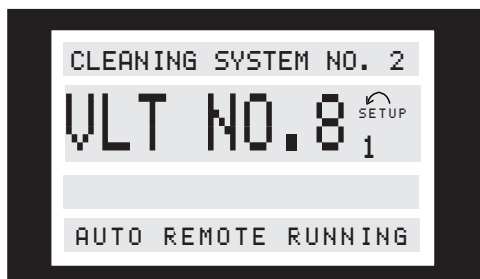 CLEANING SYSTEM NO. 2
VLT NO.8 SETUP
1
AUTO REMOTE RUNNING